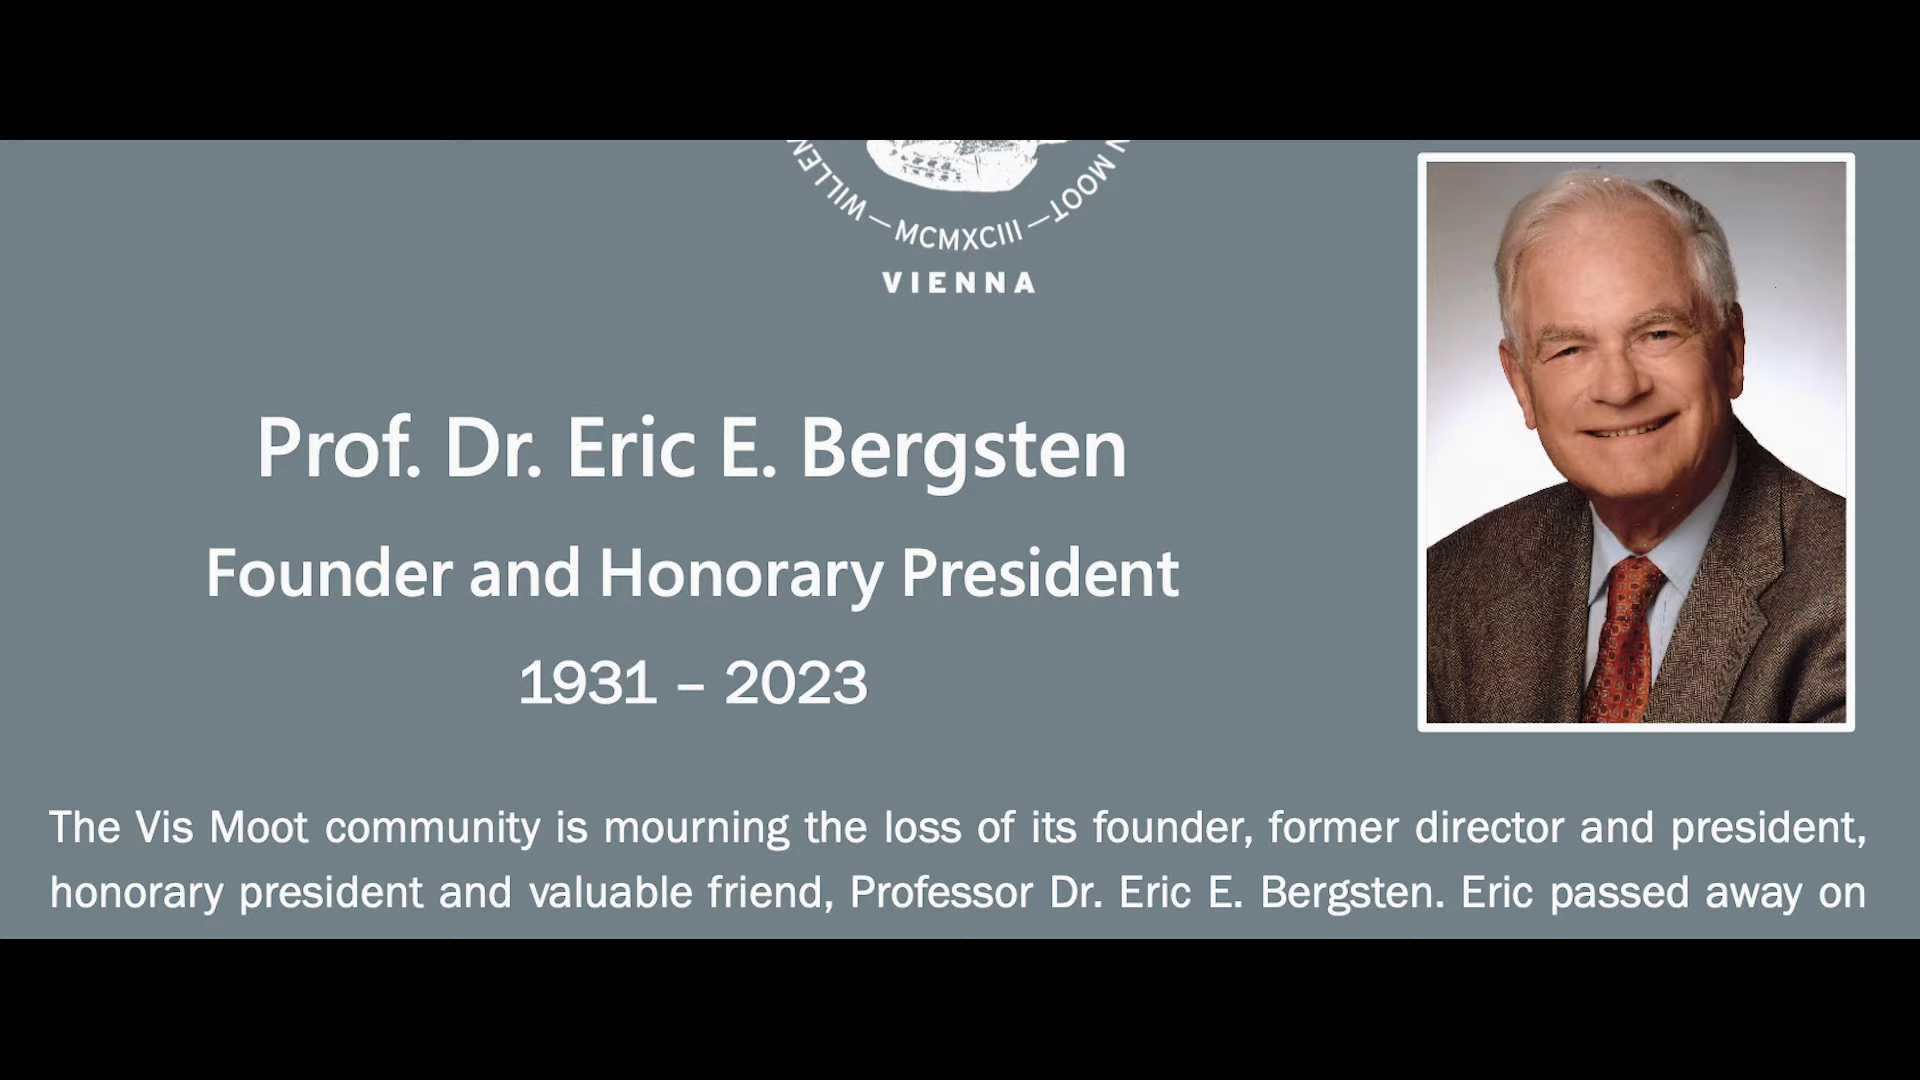 WILLEM
N MOOT
MCMXCIII
VIENNA
Prof. Dr. Eric E. Bergsten
Founder and Honorary President
1931 – 2023
The Vis Moot community is mourning the loss of its founder, former director and president,
honorary president and valuable friend, Professor Dr. Eric E. Bergsten. Eric passed away on